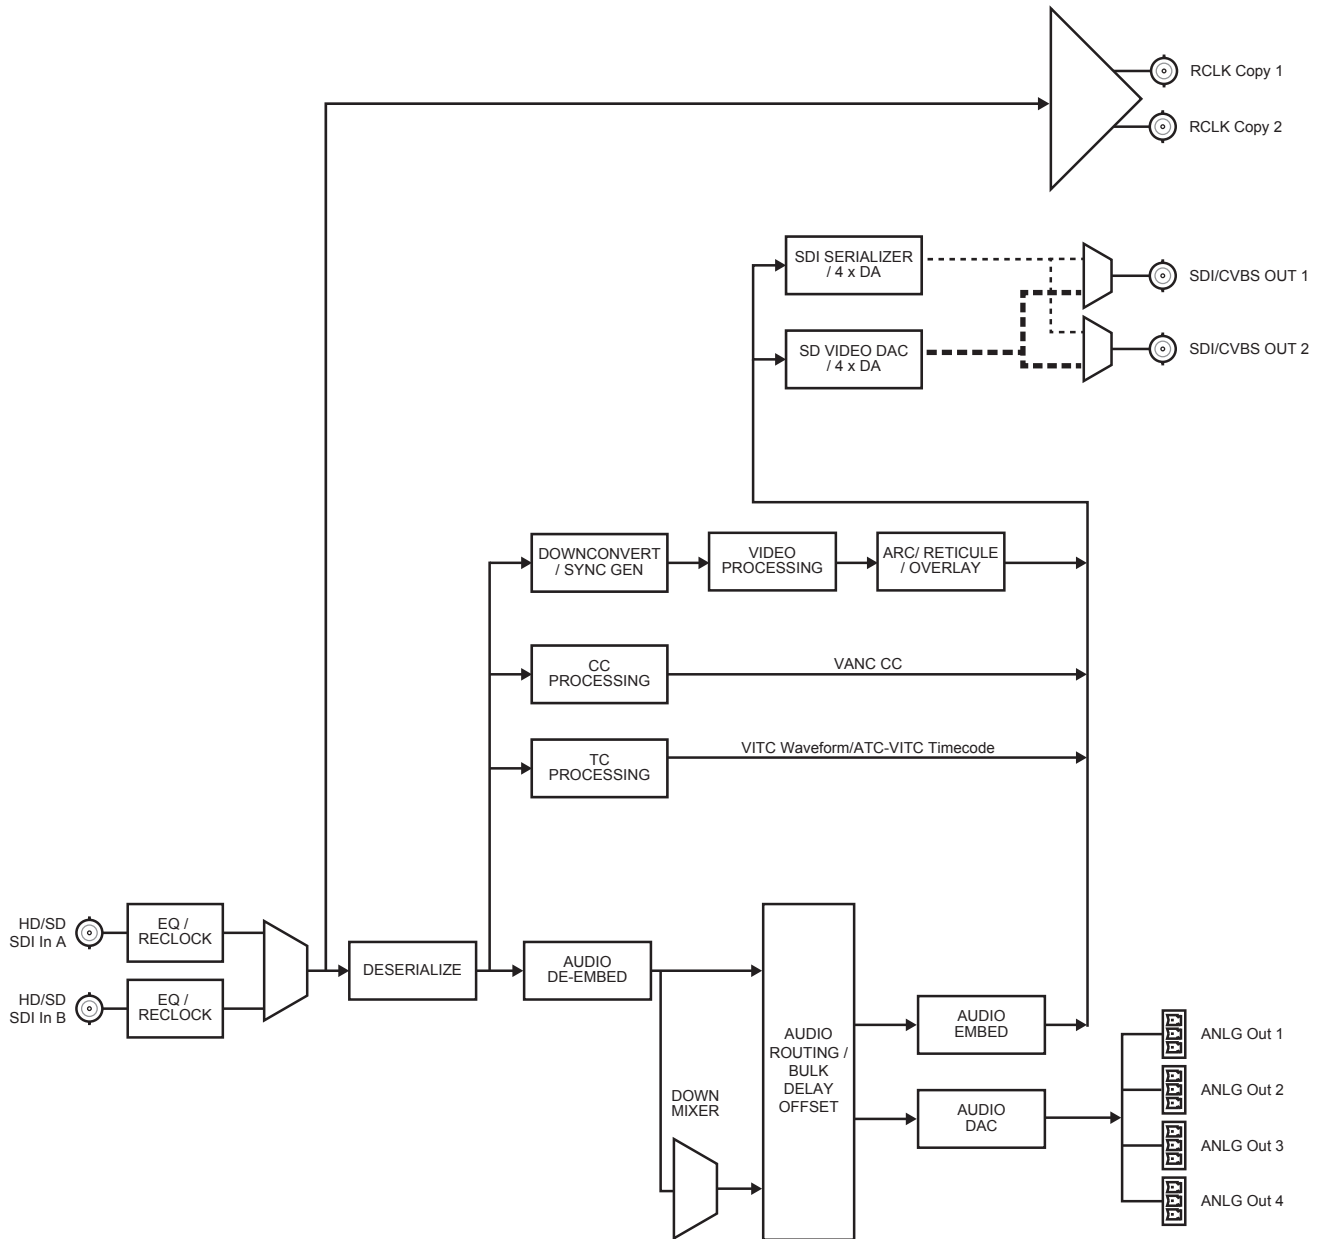 RCLK Copy 1
RCLK Copy 2
SDI SERIALIZER
/ 4 x DA
SDI/CVBS OUT 1
SD VIDEO DAC
/ 4 x DA
SDI/CVBS OUT 2
DOWNCONVERT
/ SYNC GEN
VIDEO
PROCESSING
ARC/ RETICULE
/ OVERLAY
CC
PROCESSING
VANC CC
TC
PROCESSING
VITC Waveform/ATC-VITC Timecode
HD/SD
SDI In A
EQ /
RECLOCK
HD/SD
SDI In B
EQ /
RECLOCK
DESERIALIZE
AUDIO
DE-EMBED
DOWN
MIXER
AUDIO
ROUTING /
BULK
DELAY
OFFSET
AUDIO
EMBED
AUDIO
DAC
ANLG Out 1
ANLG Out 2
ANLG Out 3
ANLG Out 4